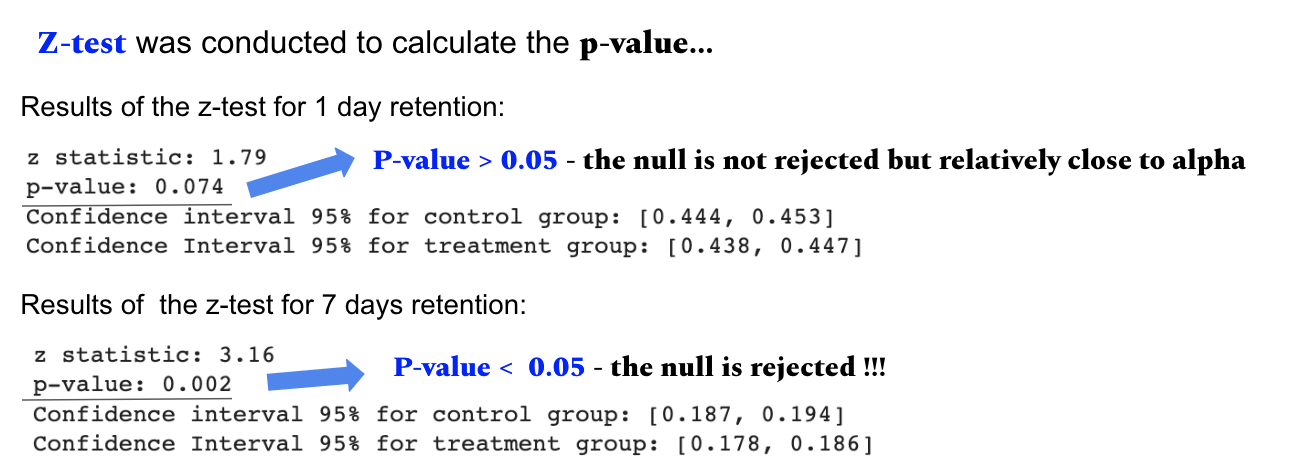 Z-test was conducted to calculate the p-value...
Results of the z-test for 1 day retention:
z statistic: 1.79
P-value > 0.05 - the null is not rejected but relatively close to alpha
p-value: 0.074
Confidence interval 95% for control group: [0.444, 0.453]
Confidence Interval 95% for treatment group: [0.438, 0.447]
Results of  the z-test for 7 days retention:
z statistic: 3.16
P-value <  0.05 - the null is rejected !!!
p-value: 0.002
Confidence interval 95% for control group: [0.187, 0.194]
Confidence Interval 95% for treatment group: [0.178, 0.186]